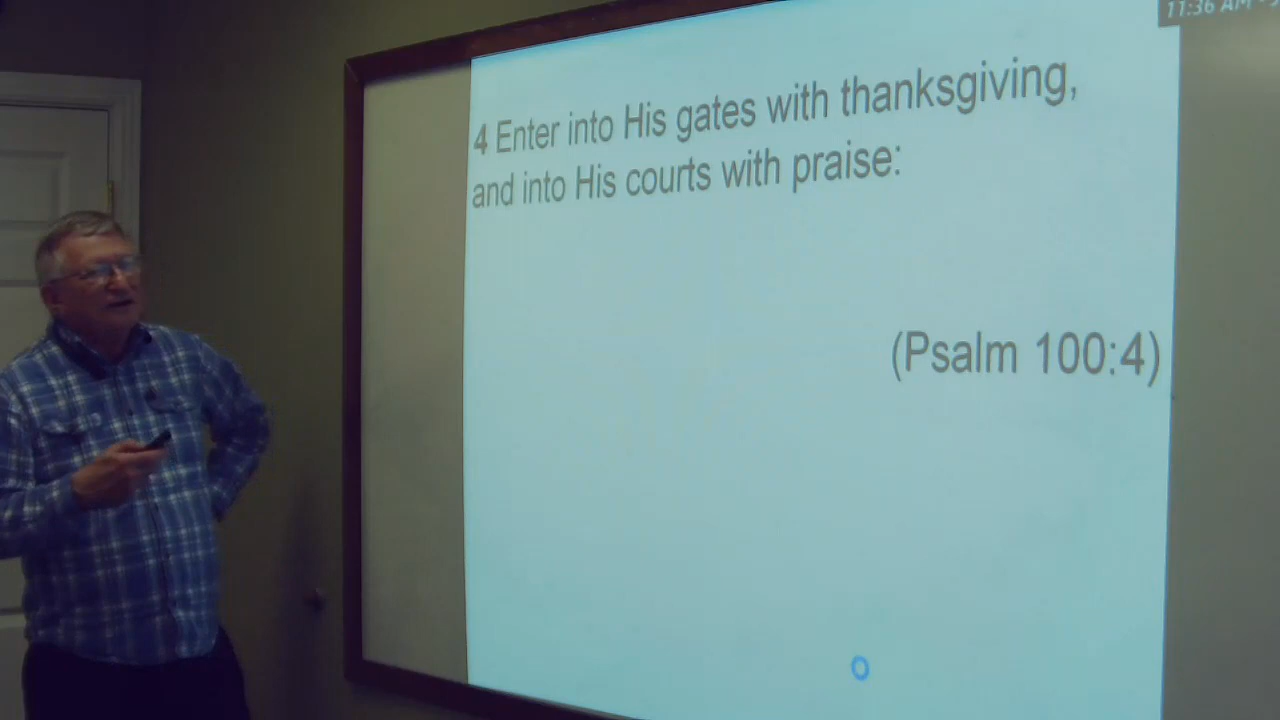 11:36 AM
4 Enter into His gates with thanksgiving,
and into His courts with praise:
(Psalm 100:4)